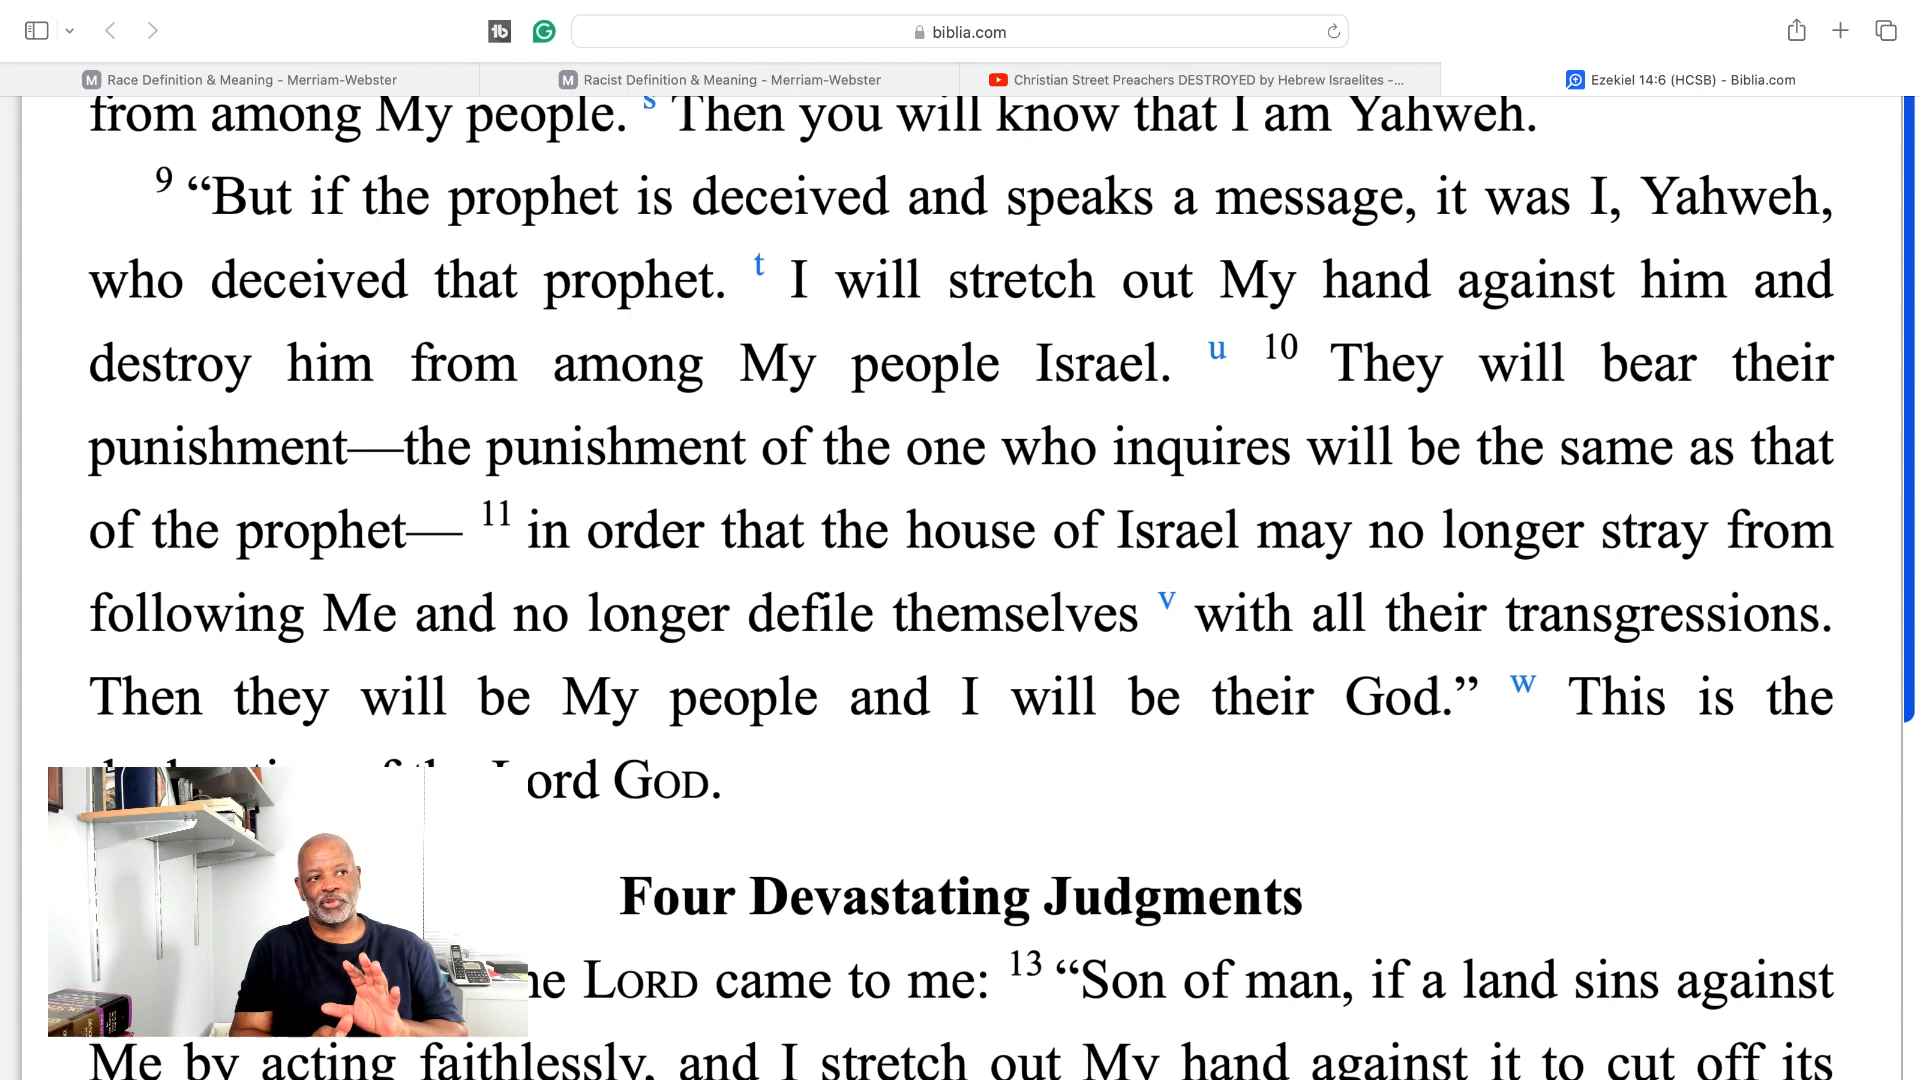 biblia.com
Race Definition & Meaning - Merriam-Webster
Racist Definition & Meaning - Merriam-Webster
Christian Street Preachers DESTROYED by Hebrew Israelites -...
Ezekiel 14:6 (HCSB) - Biblia.com
from among My people. s Then you will know that I am Yahweh.
9 “But if the prophet is deceived and speaks a message, it was I, Yahweh,
who deceived that prophet. t I will stretch out My hand against him and
destroy him from among My people Israel. u 10 They will bear their
punishment—the punishment of the one who inquires will be the same as that
of the prophet— 11 in order that the house of Israel may no longer stray from
following Me and no longer defile themselves v with all their transgressions.
Then they will be My people and I will be their God.” w This is the
of the Lord GOD.
Four Devastating Judgments
LORD came to me: 13 “Son of man, if a land sins against
Me by acting faithlessly, and I stretch out My hand against it to cut off its